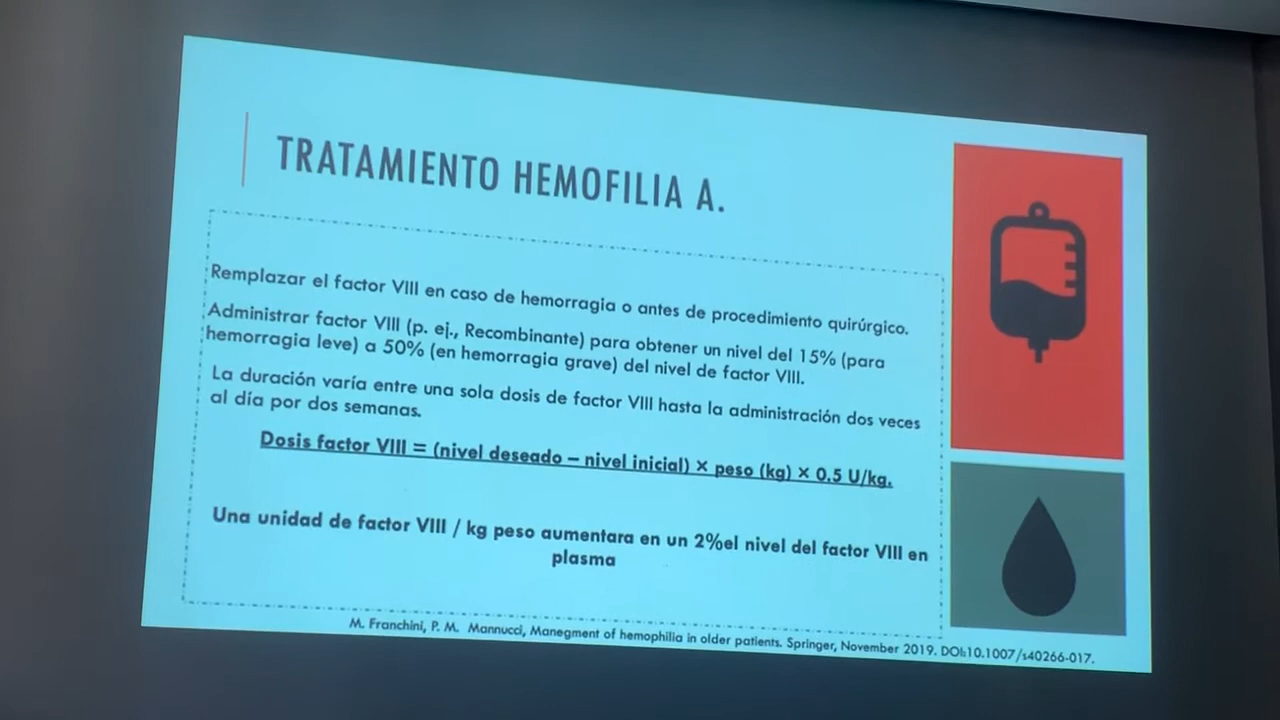 TRATAMIENTO HEMOFILIA A.
Remplazar el factor VIII en caso de hemorragia o antes de procedimiento quirúrgico.
Administrar factor VIII (p. ej., Recombinante) para obtener un nivel del 15% (para
hemorragia leve) a 50% (en hemorragia grave) del nivel de factor VIII.
La duración varía entre una sola dosis de factor VIII hasta la administración dos veces
al día por dos semanas.
Dosis factor VIII = (nivel deseado – nivel inicial) × peso (kg) × 0.5 U/kg.
Una unidad de factor VIII / kg peso aumentara en un 2%el nivel del factor VIII en
plasma
M. Franchini, P. M. Mannucci, Manegment of hemophilia in older patients. Springer, November 2019. DOI:10.1007/s40266-017.